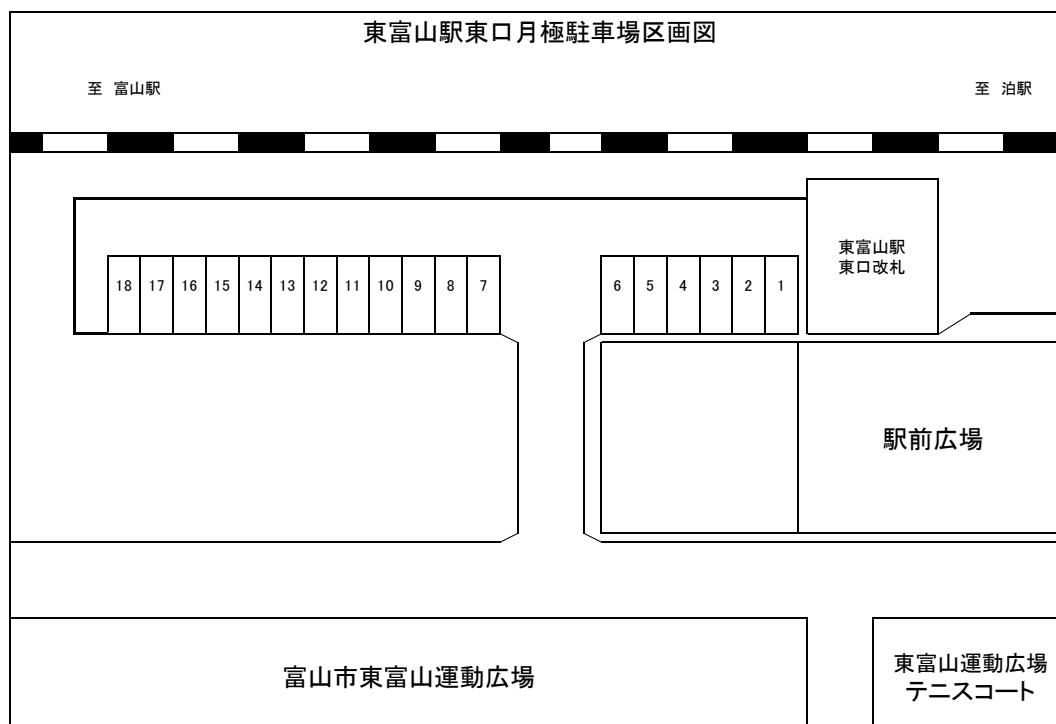 東富山駅東口月極駐車場区画図
至 富山駅
至 泊駅
東富山駅
東口改札
18 17 16 15 14 13 12 11 10 9 8 7 6 5 4 3 2 1
駅前広場
富山市東富山運動広場
東富山運動広場
テニスコート